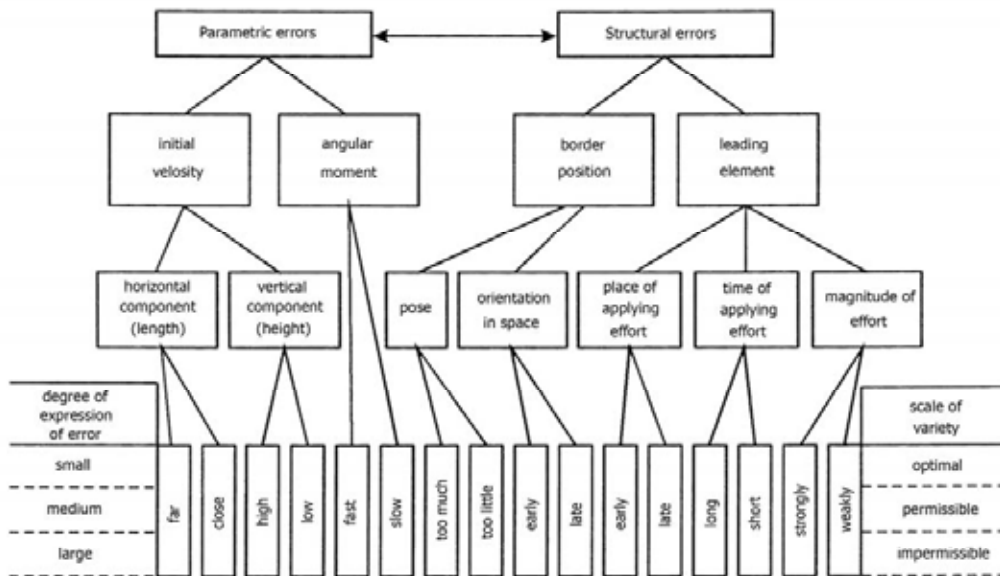 Parametric errors
Structural errors
initial
velosity
angular
moment
border
position
leading
element
horizontal
component
(length)
vertical
component
(height)
pose
orientation
in space
place of
applying
effort
time of
applying
effort
magnitude of
effort
degree of
expression
of error
scale of
variety
small
medium
large
far
close
high
low
fast
slow
too much
too little
early
late
early
late
long
short
strongly
weakly
optimal
permissible
impermissible